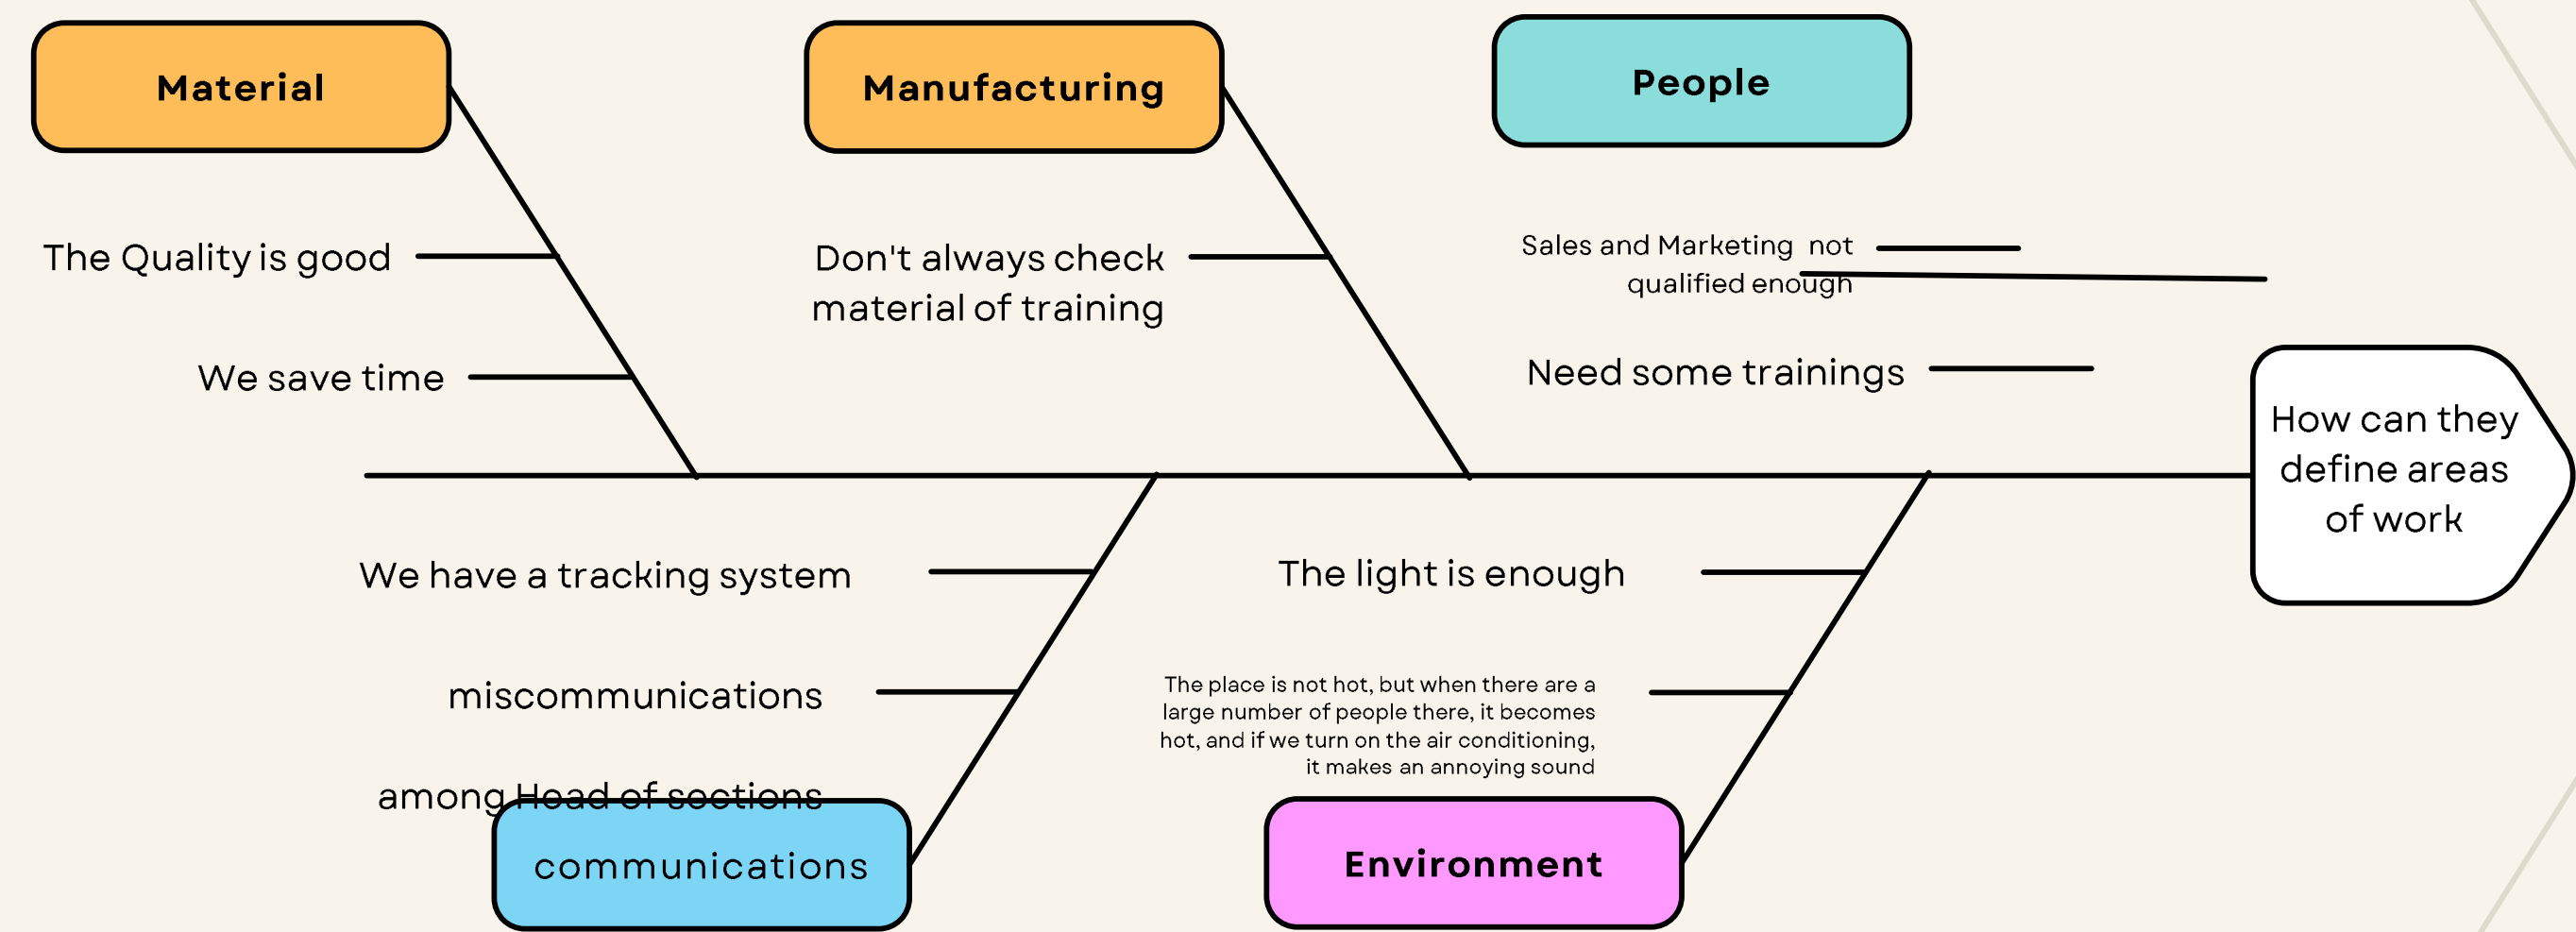 Material
Manufacturing
People
The Quality is good
We save time
Don't always check
material of training
Sales and Marketing not
qualified enough
Need some trainings
How can they
define areas
of work
We have a tracking system
miscommunications
among Head of sections
communications
The light is enough
The place is not hot, but when there are a
large number of people there, it becomes
hot, and if we turn on the air conditioning,
it makes an annoying sound
Environment